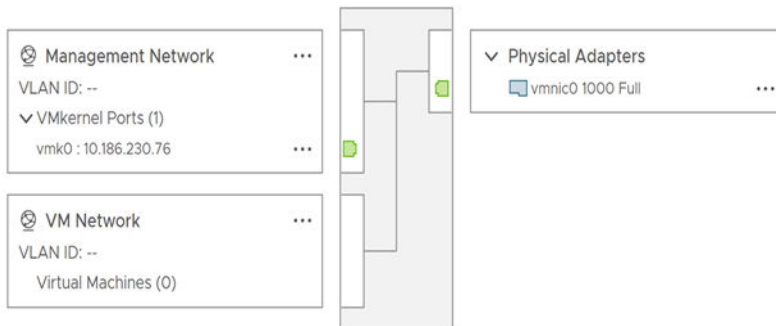 Management Network
VLAN ID: --
VMkernel Ports (1)
vmk0 : 10.186.230.76
VM Network
VLAN ID: --
Virtual Machines (0)
Physical Adapters
vmnic0 1000 Full